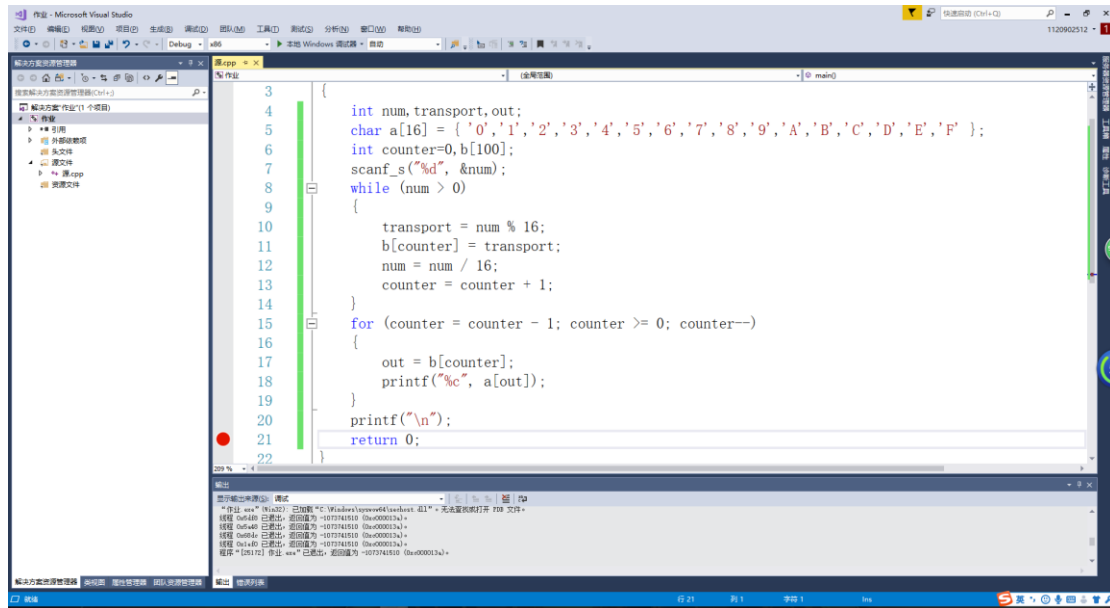 作业 - Microsoft Visual Studio
快速启动 (Ctrl+Q)
文件(F) 编辑(E) 视图(V) 项目(P) 生成(B) 调试(D) 团队(M) 工具(T) 测试(S) 分析(N) 窗口(W) 帮助(H)
1120902512
Debug x86 本地 Windows 调试器 自动
解决方案资源管理器
搜索解决方案资源管理器(Ctrl+;)
解决方案"作业"(1 个项目)
作业
引用
外部依赖项
头文件
源文件
源.cpp
资源文件
源.cpp
作业 (全局范围) main()
3 {
4 int num,transport,out;
5 char a[16] = { '0','1','2','3','4','5','6','7','8','9','A','B','C','D','E','F' };
6 int counter=0,b[100];
7 scanf_s("%d", &num);
8 while (num > 0)
9 {
10 transport = num % 16;
11 b[counter] = transport;
12 num = num / 16;
13 counter = counter + 1;
14 }
15 for (counter = counter - 1; counter >= 0; counter--)
16 {
17 out = b[counter];
18 printf("%c", a[out]);
19 }
20 printf("\n");
21 return 0;
22 }
209 %
输出
显示输出来源(S): 调试
程序"[25172] 作业.exe"已退出，返回值为 -1073741510 (0xc000013a)。
解决方案资源管理器 类视图 属性管理器 团队资源管理器
输出 错误列表
就绪 行 21 列 1 字符 1 Ins
英